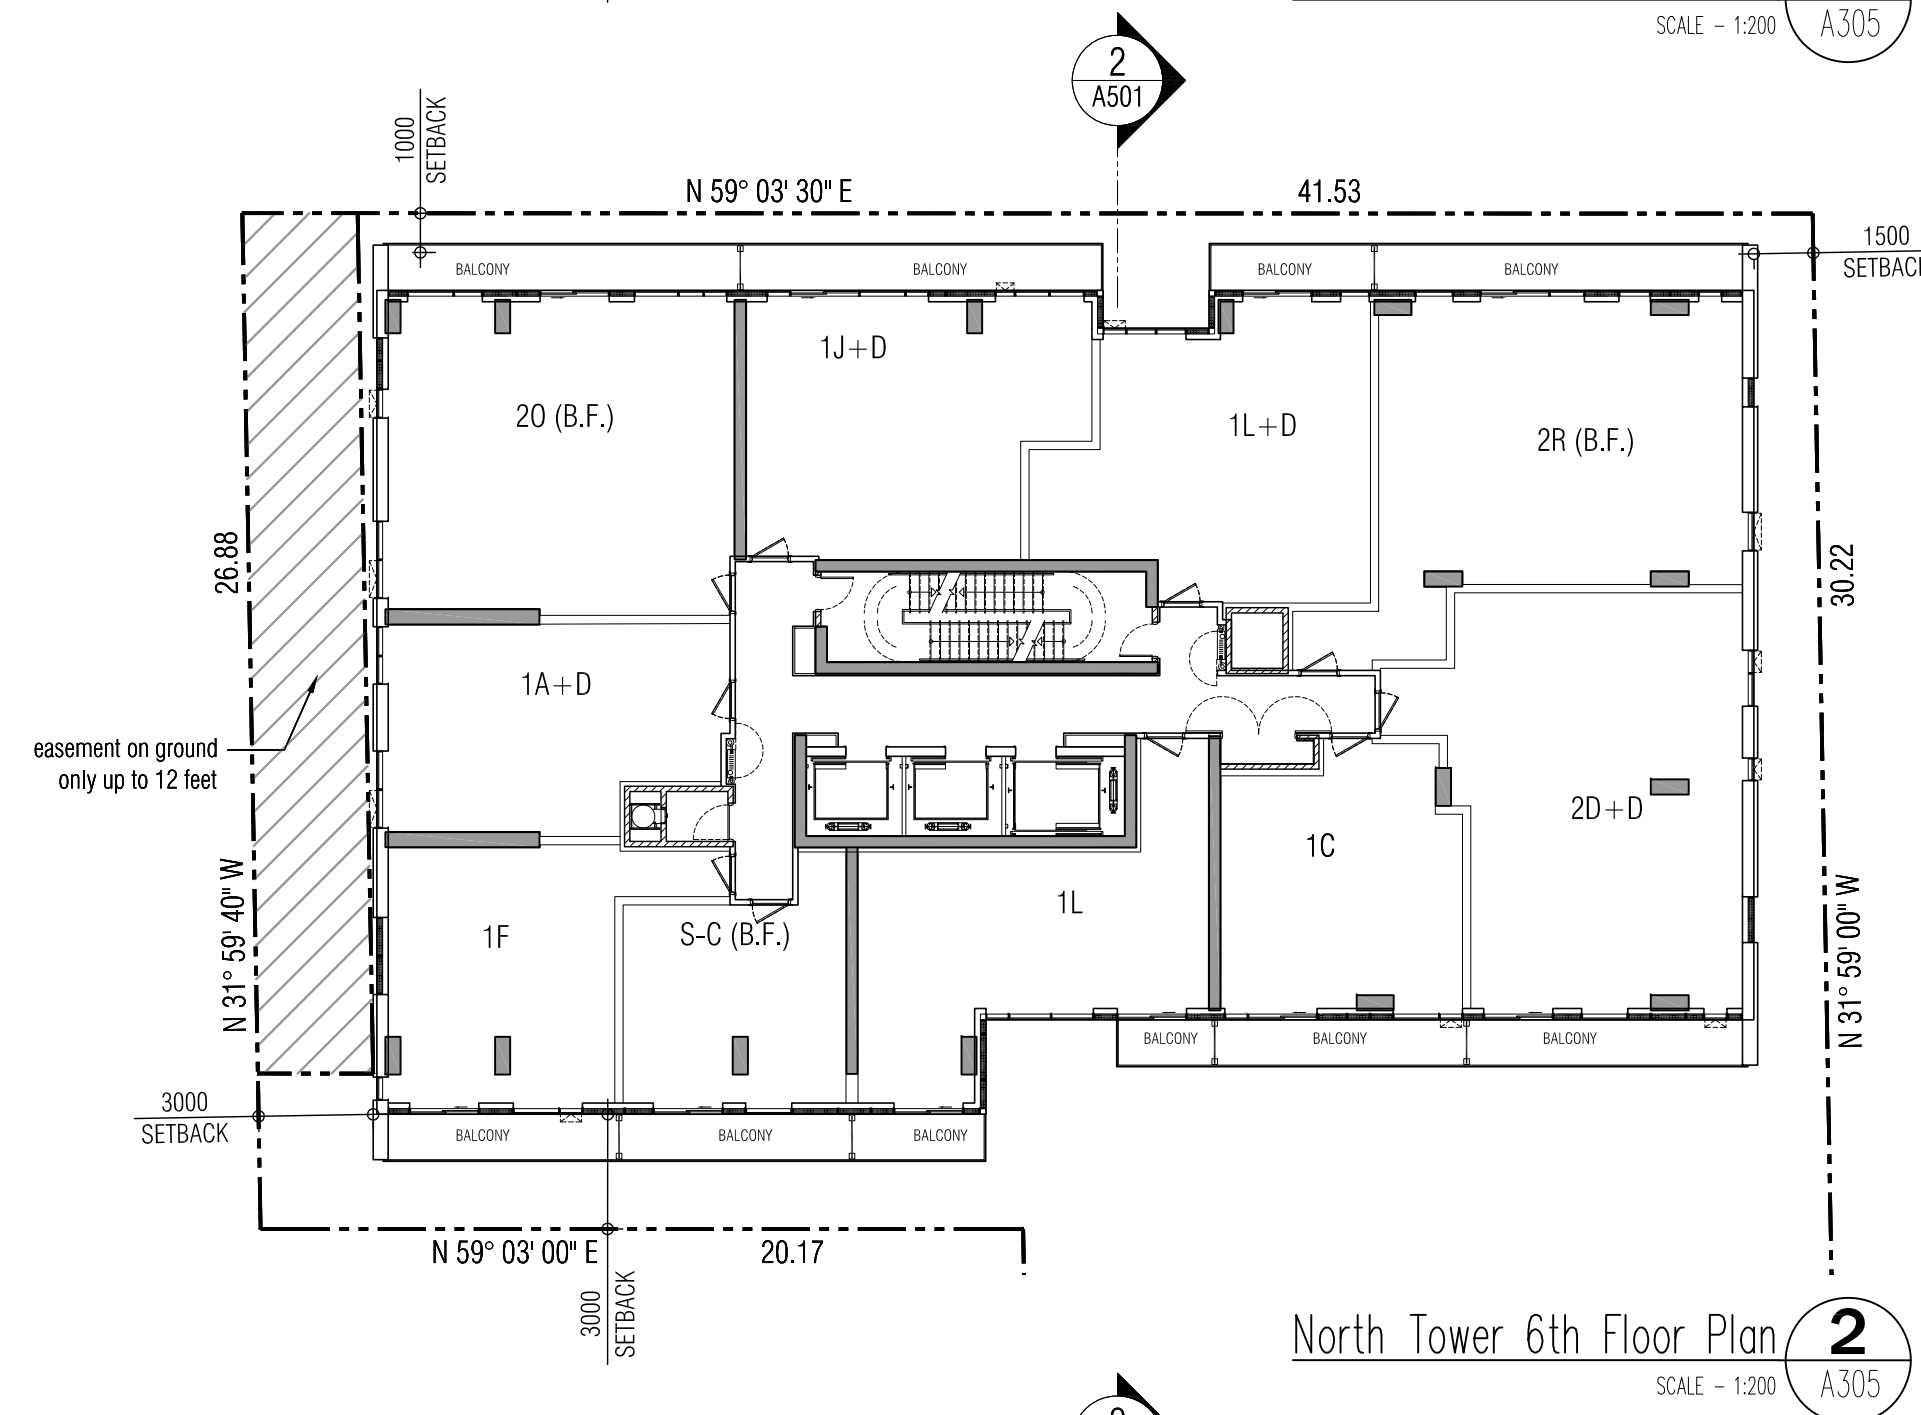 SCALE - 1:200
A305
2
A501
1000
SETBACK
N 59° 03' 30" E
41.53
1500
BALCONY
BALCONY
BALCONY
BALCONY
1J+D
2O (B.F.)
1L+D
2R (B.F.)
26.88
30.22
1A+D
easement on ground
only up to 12 feet
2D+D
1C
1L
1F
S-C (B.F.)
N 31° 59' 40" W
N 31° 59' 00" W
BALCONY
BALCONY
BALCONY
3000
SETBACK
BALCONY
BALCONY
BALCONY
N 59° 03' 00" E
20.17
3000
SETBACK
North Tower 6th Floor Plan
2
SCALE - 1:200
A305